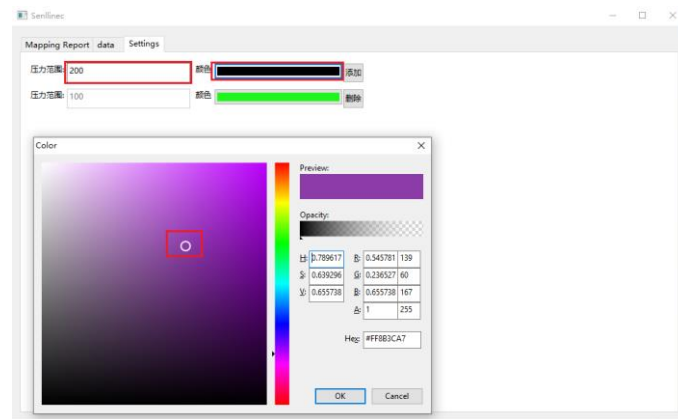 Serillinec
Mapping Report data Settings
压力范围: 200 颜色 添加
压力范围: 100 颜色 删除
Color
Preview:
Opacity:
H: 0.789617 R: 0.545781 139
S: 0.639296 G: 0.236527 60
V: 0.655738 B: 0.655738 167
A: 1 255
Hex: #FF8B3CA7
OK Cancel